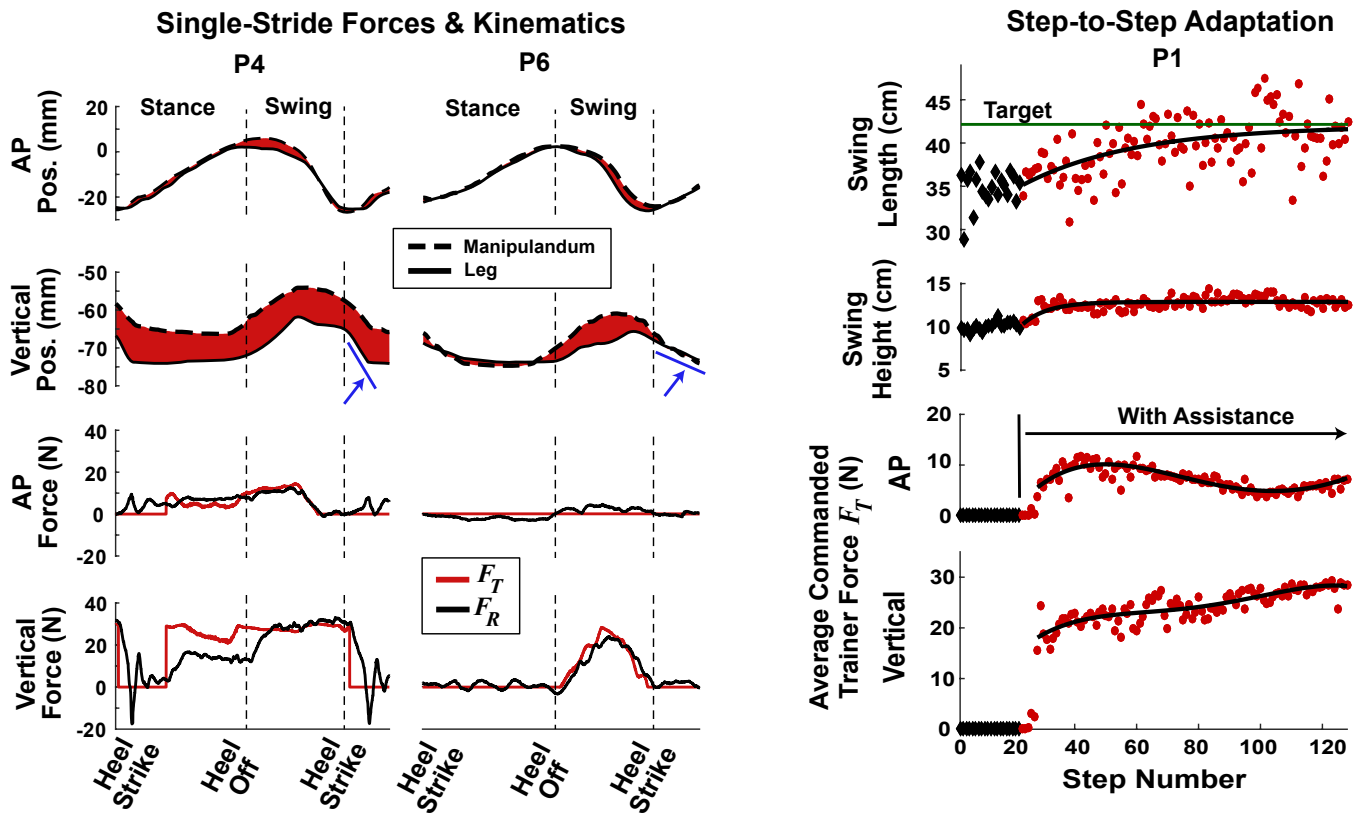 Single-Stride Forces & Kinematics
P4
P6
Stance
Swing
Stance
Swing
AP
Pos. (mm)
20
0
-20
Manipulandum
Leg
Vertical
Pos. (mm)
-50
-60
-70
-80
AP
Force (N)
40
20
0
-20
F_T
F_R
Vertical
Force (N)
40
20
0
-20
Heel
Strike
Heel
Off
Heel
Strike
Heel
Strike
Heel
Off
Heel
Strike
Step-to-Step Adaptation
P1
Swing
Length (cm)
45
40
35
30
Target
Swing
Height (cm)
15
10
5
Average Commanded
Trainer Force F_T (N)
AP
20
10
0
With Assistance
Vertical
30
20
10
0
0 20 40 60 80 100 120
Step Number